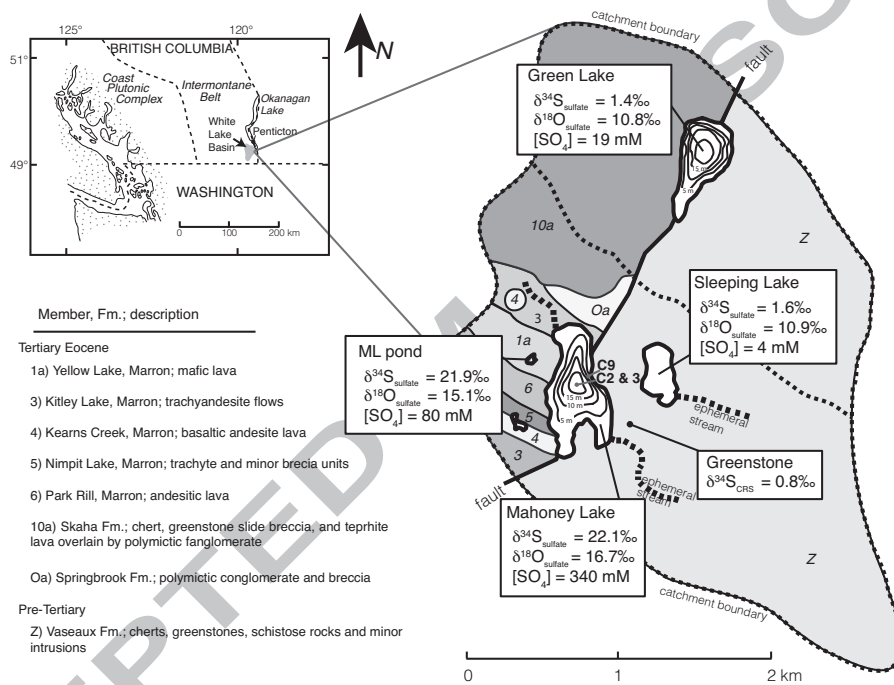 125°
120°
51°
49°
BRITISH COLUMBIA
Coast
Plutonic
Complex
Intermontane
Belt
Okanagan
Lake
White
Lake
Basin
Penticton
WASHINGTON
0 100 200 km
N
catchment boundary
fault
Green Lake
δ³⁴Ssulfate = 1.4‰
δ¹⁸Osulfate = 10.8‰
[SO₄] = 19 mM
15 m
5 m
10a
Z
Sleeping Lake
δ³⁴Ssulfate = 1.6‰
δ¹⁸Osulfate = 10.9‰
[SO₄] = 4 mM
Oa
4
3
1a
6
5
4
3
ML pond
δ³⁴Ssulfate = 21.9‰
δ¹⁸Osulfate = 15.1‰
[SO₄] = 80 mM
C9
C2 & 3
15 m
10 m
5 m
ephemeral
stream
Greenstone
δ³⁴SCRS = 0.8‰
ephemeral
stream
fault
Mahoney Lake
δ³⁴Ssulfate = 22.1‰
δ¹⁸Osulfate = 16.7‰
[SO₄] = 340 mM
Z
catchment boundary
0 1 2 km
Member, Fm.; description
Tertiary Eocene
1a) Yellow Lake, Marron; mafic lava
3) Kitley Lake, Marron; trachyandesite flows
4) Kearns Creek, Marron; basaltic andesite lava
5) Nimpit Lake, Marron; trachyte and minor brecia units
6) Park Rill, Marron; andesitic lava
10a) Skaha Fm.; chert, greenstone slide breccia, and teprhite
lava overlain by polymictic fanglomerate
Oa) Springbrook Fm.; polymictic conglomerate and breccia
Pre-Tertiary
Z) Vaseaux Fm.; cherts, greenstones, schistose rocks and minor
intrusions